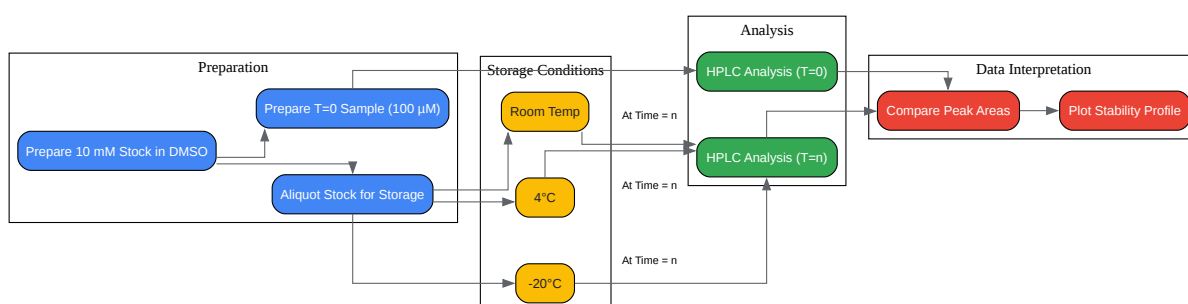 Preparation
Prepare 10 mM Stock in DMSO
Prepare T=0 Sample (100 µM)
Aliquot Stock for Storage
Storage Conditions
Room Temp
4°C
-20°C
At Time = n
At Time = n
At Time = n
Analysis
HPLC Analysis (T=0)
HPLC Analysis (T=n)
Data Interpretation
Compare Peak Areas
Plot Stability Profile